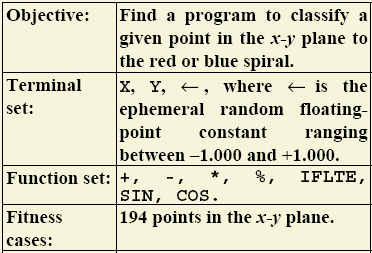 Objective: Find a program to classify a
given point in the x-y plane to
the red or blue spiral.
Terminal X, Y, ←, where ← is the
set: ephemeral random floating-
point constant ranging
between –1.000 and +1.000.
Function set: +, -, *, %, IFLTE,
SIN, COS.
Fitness 194 points in the x-y plane.
cases: